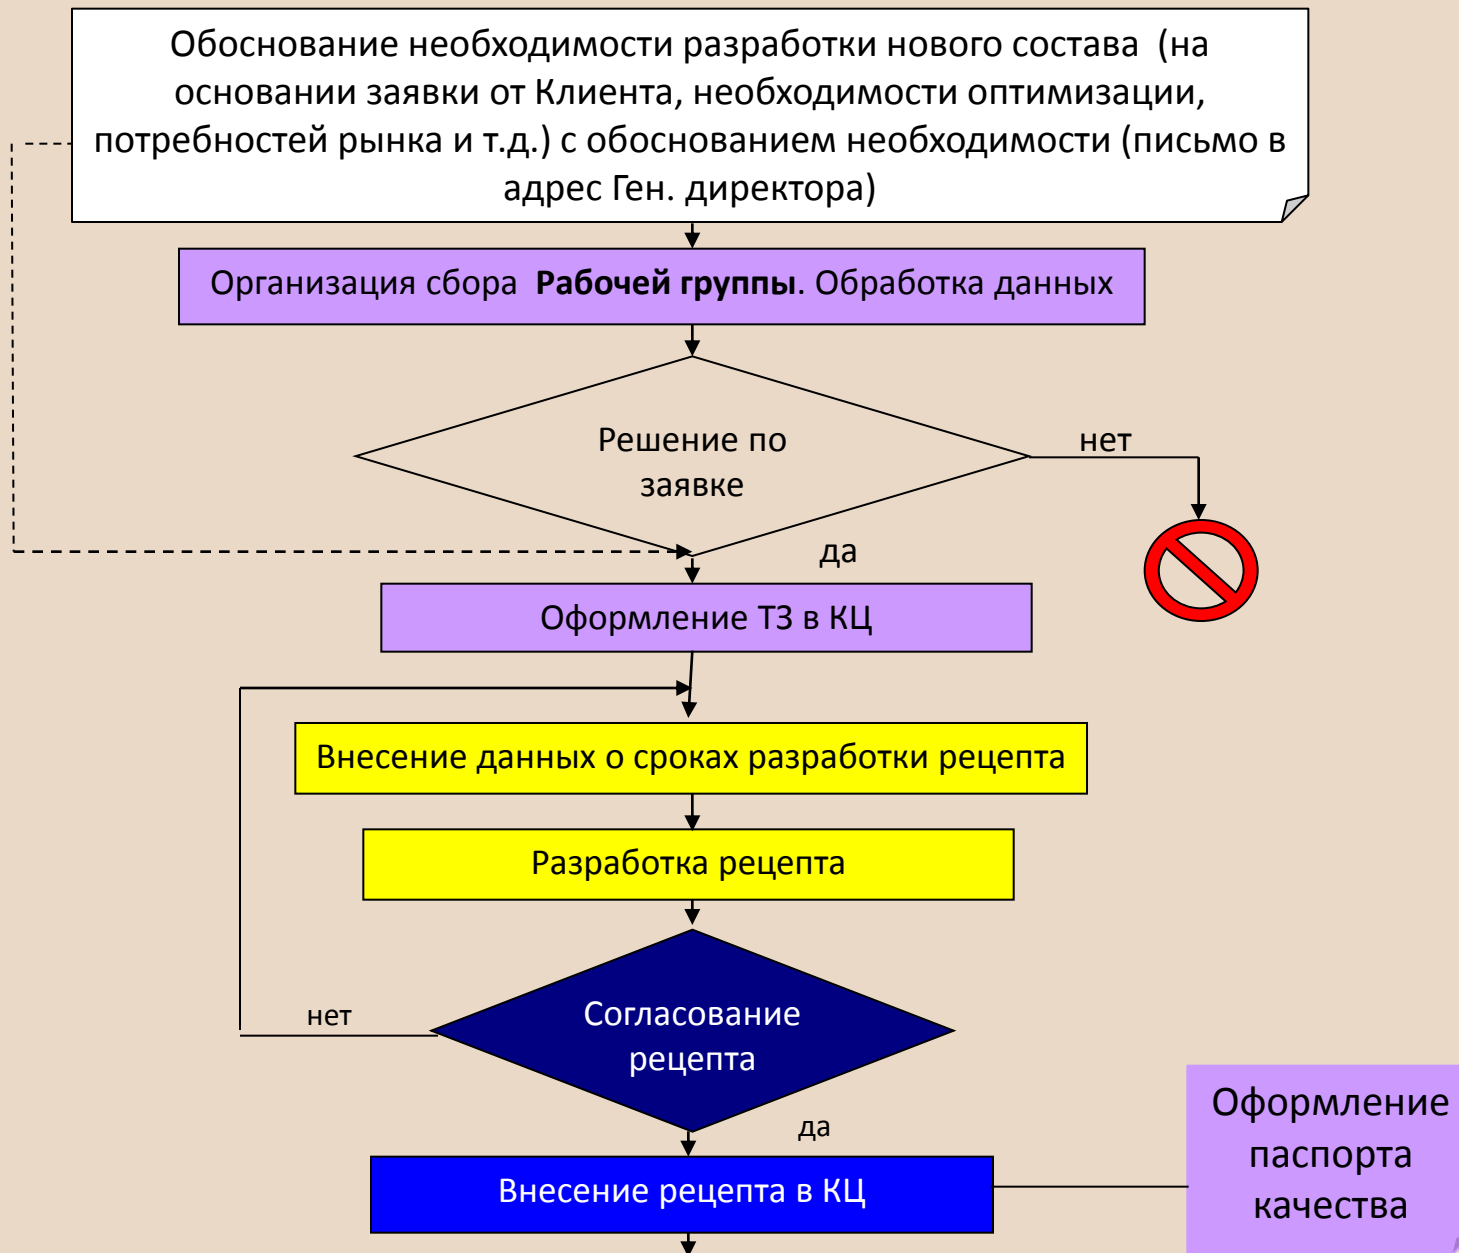 Обоснование необходимости разработки нового состава (на
основании заявки от Клиента, необходимости оптимизации,
потребностей рынка и т.д.) с обоснованием необходимости (письмо в
адрес Ген. директора)
Организация сбора Рабочей группы. Обработка данных
Решение по
заявке
нет
да
Оформление ТЗ в КЦ
Внесение данных о сроках разработки рецепта
Разработка рецепта
Согласование
рецепта
нет
да
Внесение рецепта в КЦ
Оформление
паспорта
качества